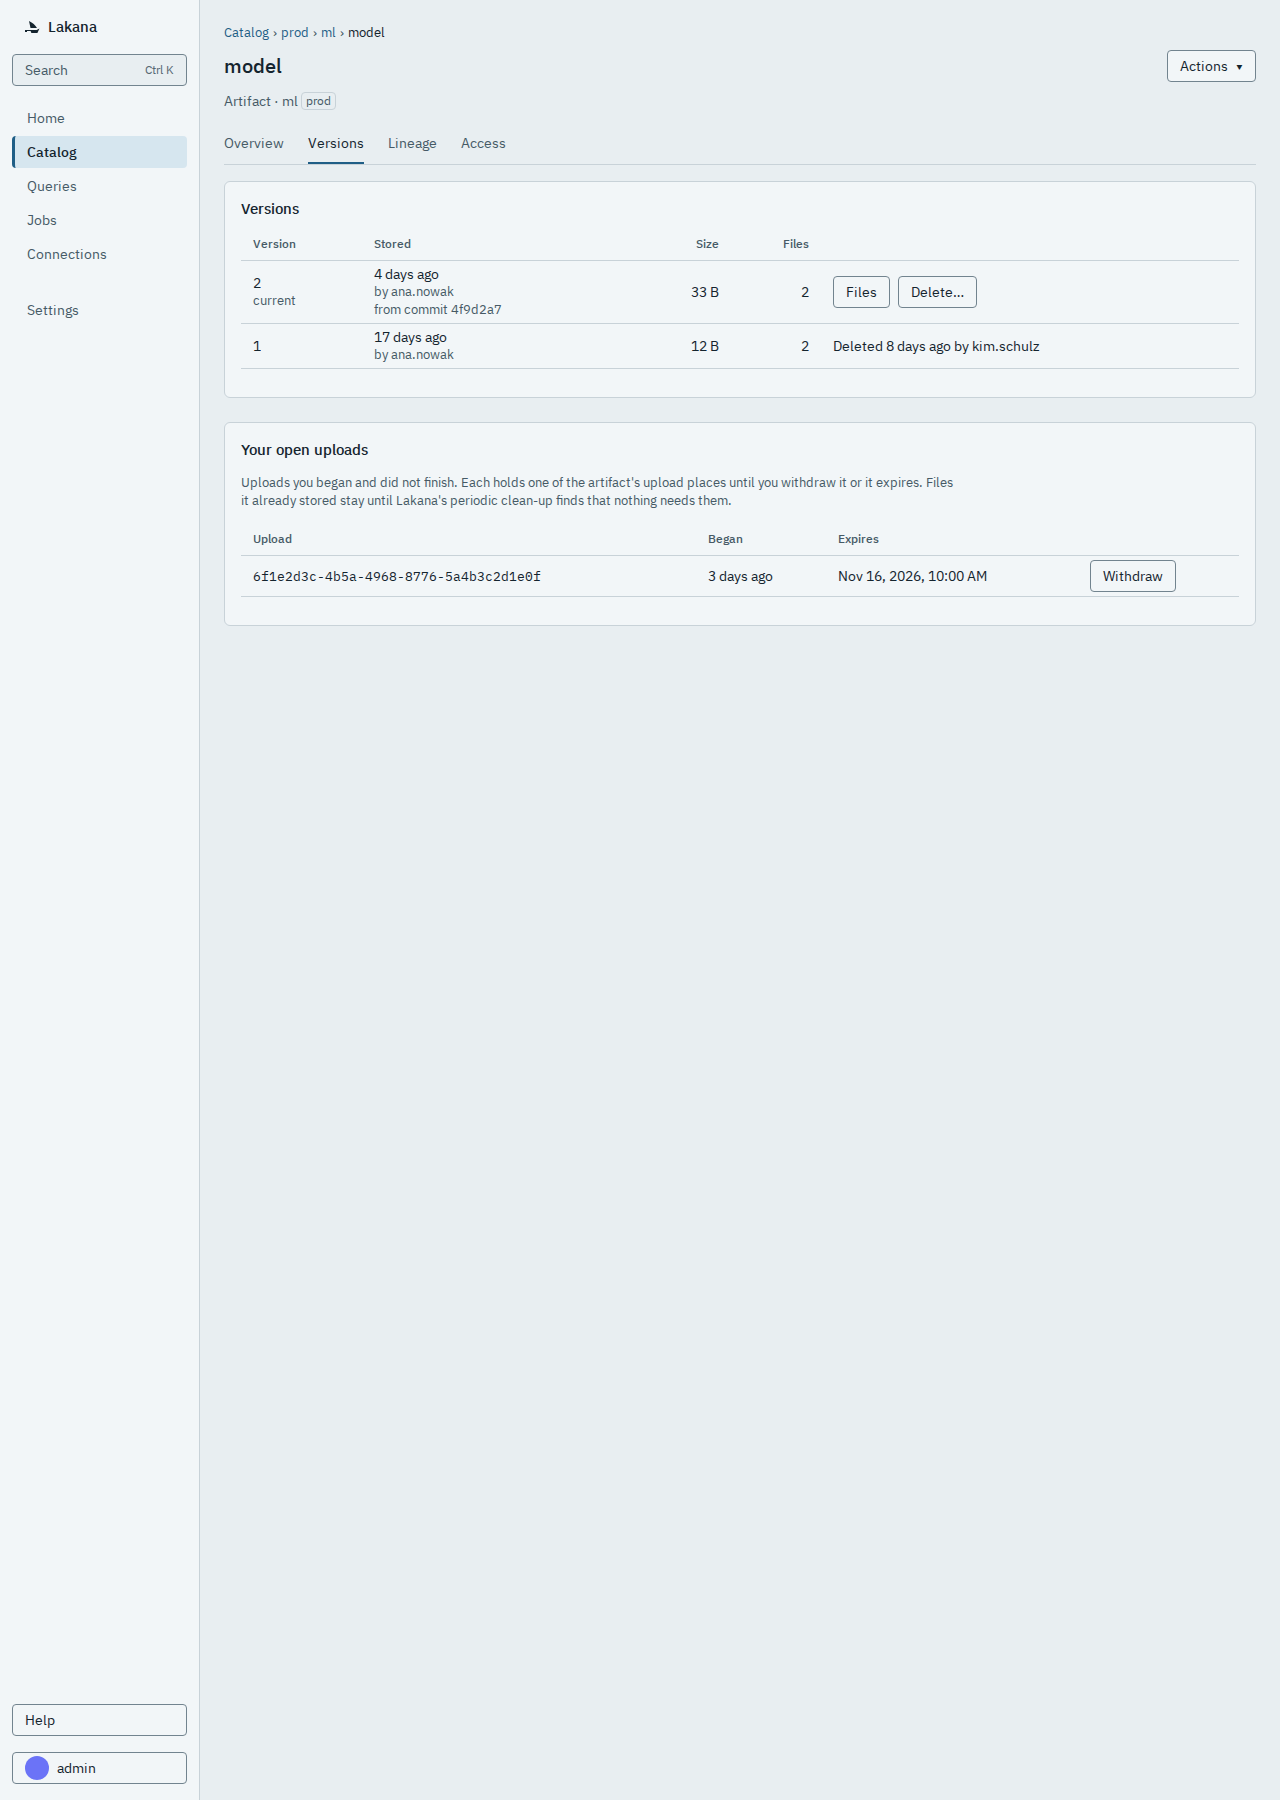 Lakana
Search Ctrl K
Home
Catalog
Queries
Jobs
Connections
Settings
Help
admin
Catalog › prod › ml › model
model
Actions ▾
Artifact · ml prod
Overview Versions Lineage Access
Versions
Version Stored Size Files
2
current
4 days ago
by ana.nowak
from commit 4f9d2a7
33 B 2 Files Delete…
1
17 days ago
by ana.nowak
12 B 2 Deleted 8 days ago by kim.schulz
Your open uploads
Uploads you began and did not finish. Each holds one of the artifact's upload places until you withdraw it or it expires. Files
it already stored stay until Lakana's periodic clean-up finds that nothing needs them.
Upload Began Expires
6f1e2d3c-4b5a-4968-8776-5a4b3c2d1e0f 3 days ago Nov 16, 2026, 10:00 AM Withdraw